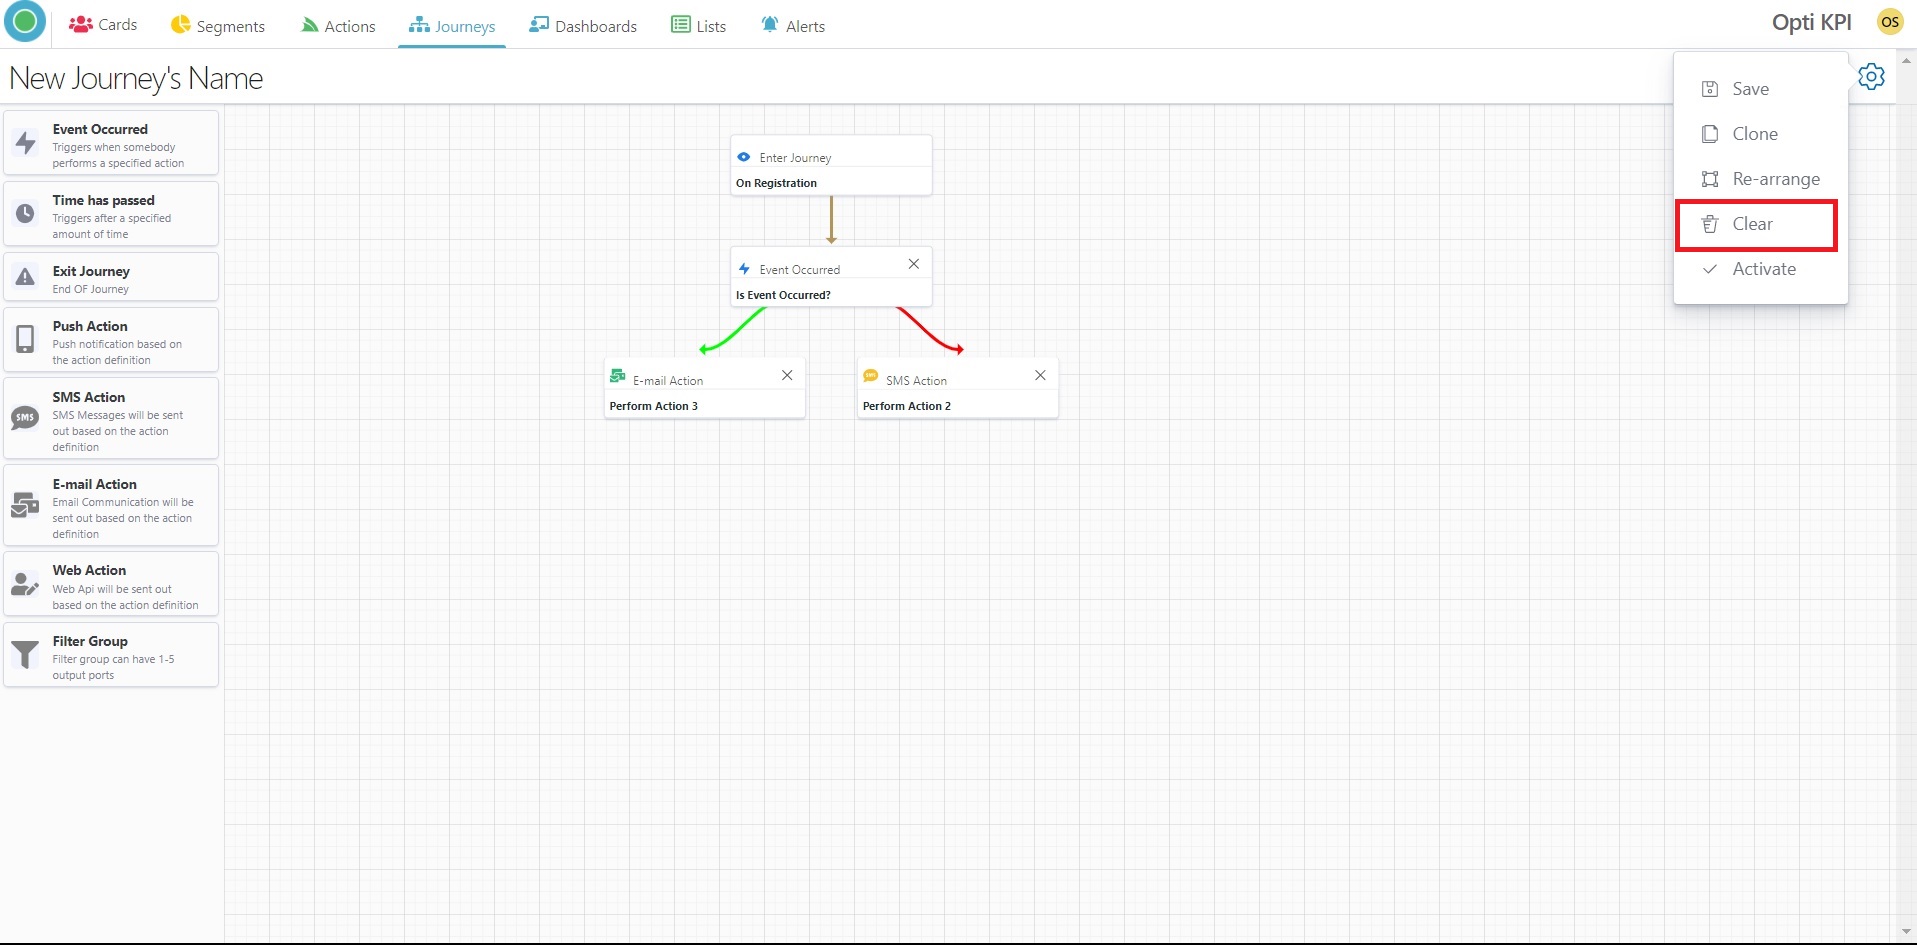 Cards
Segments
Actions
Journeys
Dashboards
Lists
Alerts
Opti KPI
OS
New Journey's Name
Save
Clone
Re-arrange
Clear
Activate
Event Occurred
Triggers when somebody
performs a specified action
Time has passed
Triggers after a specified
amount of time
Exit Journey
End OF Journey
Push Action
Push notification based on
the action definition
SMS
SMS Action
SMS Messages will be sent
out based on the action
definition
E-mail Action
Email Communication will be
sent out based on the action
definition
Web Action
Web Api will be sent out
based on the action definition
Filter Group
Filter group can have 1-5
output ports
Enter Journey
On Registration
Event Occurred
Is Event Occurred?
E-mail Action
Perform Action 3
SMS Action
Perform Action 2